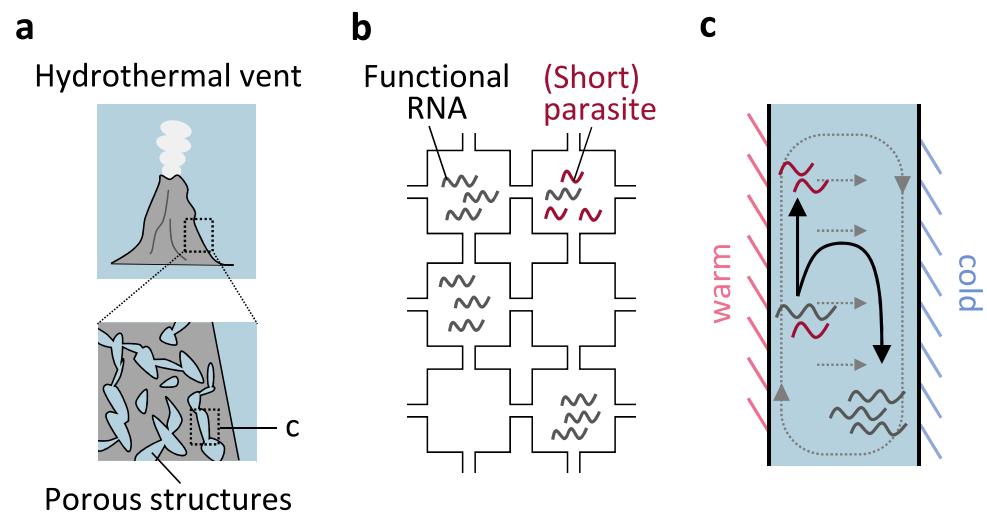 a
Hydrothermal vent
c
Porous structures
b
Functional
RNA
(Short)
parasite
c
warm
cold